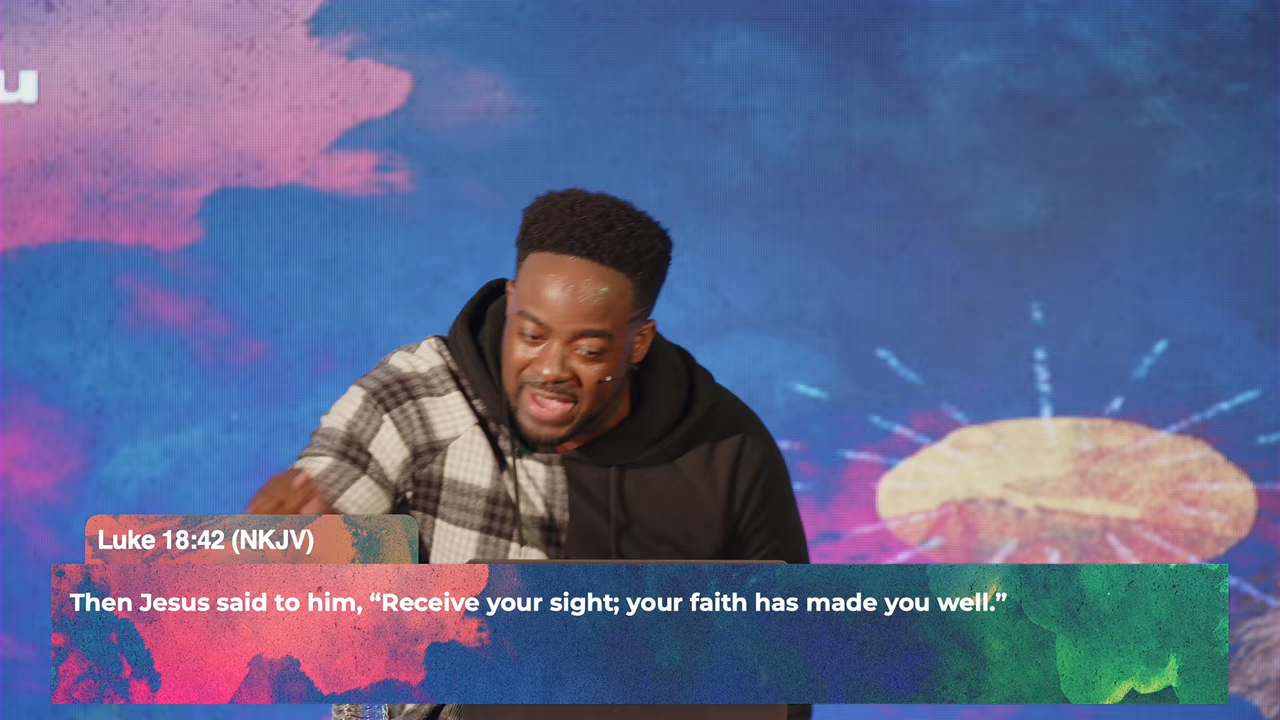 u
Luke 18:42 (NKJV)
Then Jesus said to him, “Receive your sight; your faith has made you well.”